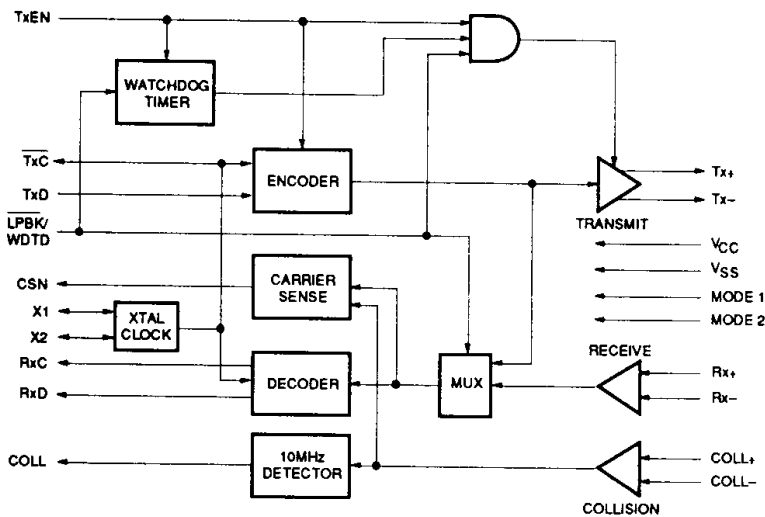 TxEN
WATCHDOG
TIMER
TxC
TxD
ENCODER
Tx+
Tx–
LPBK/
WDTD
TRANSMIT
VCC
VSS
CSN
CARRIER
SENSE
MODE 1
MODE 2
X1
X2
XTAL
CLOCK
RECEIVE
RxC
RxD
DECODER
MUX
Rx+
Rx–
COLL
10MHz
DETECTOR
COLL+
COLL–
COLLISION